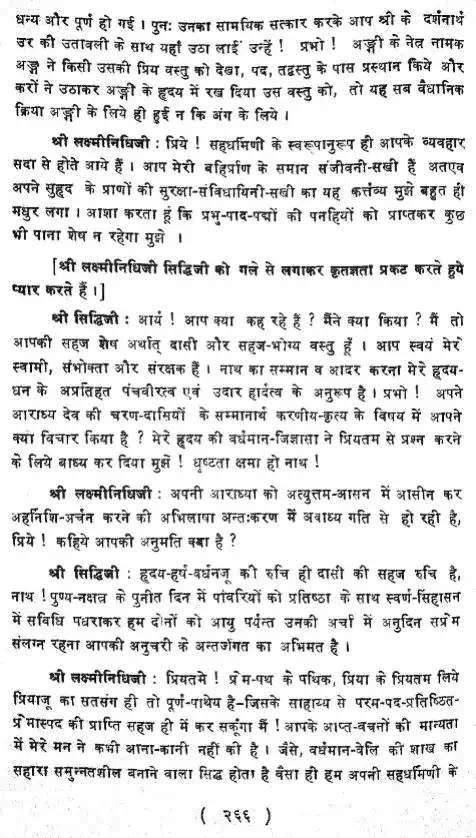 धन्य और पूर्ण हो गई । पुनः उनका सामयिक सत्कार करके आप श्री के दर्शनार्थ
उर की उतावली के साथ यहाँ उठा लाई उन्हें ! प्रभो ! अङ्गी के नेत्र नामक
अङ्ग ने किसी उसकी प्रिय वस्तु को देखा, पद, तद्वस्तु के पास प्रस्थान किये और
करों ने उठाकर अङ्गी के हृदय में रख दिया उस वस्तु को, तो यह सब वैधानिक
क्रिया अङ्गी के लिये ही हुई न कि अंग के लिये ।
श्री लक्ष्मीनिधिजी : प्रिये ! सहधर्मिणी के स्वरूपानुरूप ही आपके व्यवहार
सदा से होते आये हैं । आप मेरी बहिर्प्राण के समान संजीवनी-सखी हैं अतएव
अपने सुहृद के प्राणों की सुरक्षा-संविधायिनी-सखी का यह कर्त्तव्य मुझे बहुत ही
मधुर लगा । आशा करता हूं कि प्रभु-पाद-पद्मों की पनहियों को प्राप्तकर कुछ
भी पाना शेष न रहेगा मुझे ।
[श्री लक्ष्मीनिधिजी सिद्धिजी को गले से लगाकर कृतज्ञता प्रकट करते हुये
प्यार करते हैं ।]
श्री सिद्धिजी : आर्य ! आप क्या कह रहे हैं ? मैंने क्या किया ? मैं तो
आपकी सहज शेष अर्थात् दासी और सहज-भोग्य वस्तु हूँ । आप स्वयं मेरे
स्वामी, संभोक्ता और संरक्षक हैं । नाथ का सम्मान व आदर करना मेरे हृदय-
धन के अप्रतिहत पंचवीरत्व एवं उदार हार्दत्व के अनुरूप है । प्रभो ! अपने
आराध्य देव की चरण-दासियों के सम्मानार्थ करणीय-कृत्य के विषय में आपने
क्या विचार किया है ? मेरे हृदय की वर्धमान-जिज्ञासा ने प्रियतम से प्रश्न करने
के लिये बाध्य कर दिया मुझे ! धृष्टता क्षमा हो नाथ !
श्री लक्ष्मीनिधिजी : अपनी आराध्या को अत्युत्तम-आसन में आसीन कर
अहर्निशि-अर्चन करने की अभिलाषा अन्तःकरण में अवाध्य गति से हो रही है,
प्रिये ! कहिये आपकी अनुमति क्या है ?
श्री सिद्धिजी : हृदय-हर्ष-वर्धनजू की रुचि ही दासी की सहज रुचि है,
नाथ ! पुण्य-नक्षत्र के पुनीत दिन में पांवरियों को प्रतिष्ठा के साथ स्वर्ण-सिंहासन
में सविधि पधराकर हम दोनों को आयु पर्यन्त उनकी अर्चा में अनुदिन सप्रेम
संलग्न रहना आपकी अनुचरी के अन्तर्जगत का अभिमत है ।
श्री लक्ष्मीनिधिजी : प्रियतमे ! प्रेम-पथ के पथिक, प्रिया के प्रियतम लिये
प्रियाजू का सतसंग ही तो पूर्ण-पाथेय है–जिसके साहाय्य से परम-पद-प्रतिष्ठित-
प्रेमास्पद की प्राप्ति सहज ही में कर सकूंगा मैं ! आपके आप्त-वचनों की मान्यता
में मेरे मन ने कभी आना-कानी नहीं की है । जैसे, वर्धमान-वेलि की शाख का
सहारा समुन्नतशील बनाने वाला सिद्ध होता है वैसा ही हम अपनी सहधर्मिणी के
( २६६ )